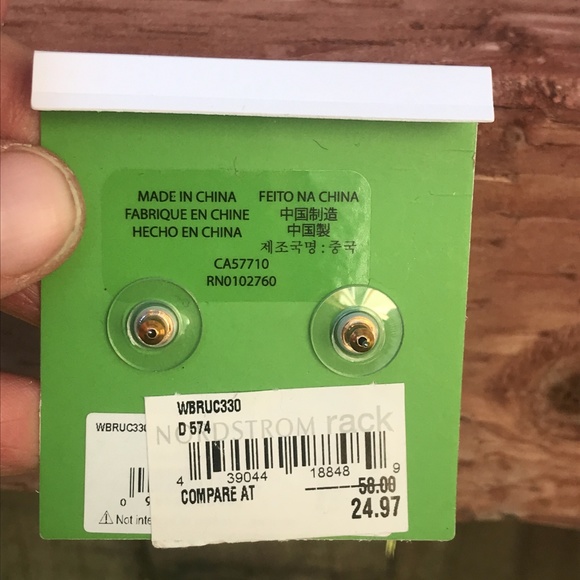 MADE IN CHINA FEITO NA CHINA
FABRIQUE EN CHINE 中国制造
HECHO EN CHINA 中国製
제조국명 : 중국
CA57710
RN0102760
WBRUC330
D 574
NORDSTROM rack
4 39044 18848 9
COMPARE AT 58.00
24.97
WBRUC33
0
⚠ Not inte